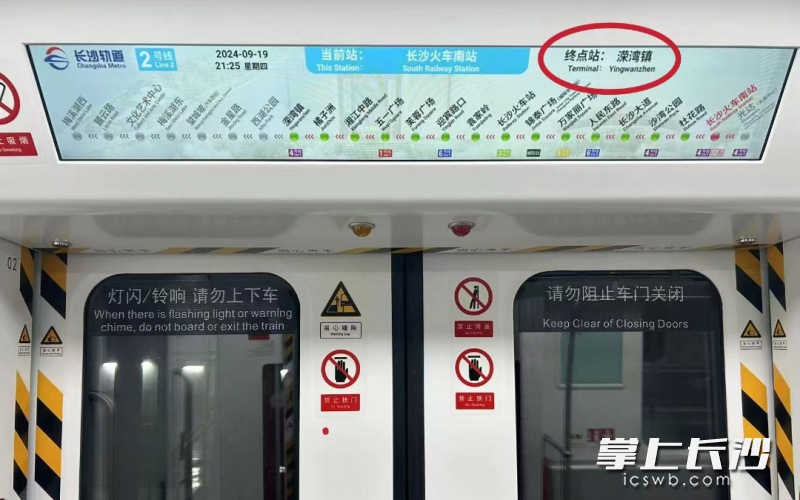 长沙轨道
Changsha Metro
2号线
Line 2
2024-09-19
21:25 星期四
当前站：
This Station:
长沙火车南站
South Railway Station
终点站：
Terminal:
溁湾镇
Yingwanzhen
梅溪湖西
麓云路
文化艺术中心
梅溪湖东
望城坡
金星路
西湖公园
溁湾镇
橘子洲
湘江中路
五一广场
芙蓉广场
迎宾路口
袁家岭
长沙火车站
锦泰广场
万家丽广场
人民东路
长沙大道
沙湾公园
杜花路
长沙火车南站
光达
止吸烟
No Smoking
02
灯闪/铃响 请勿上下车
When there is flashing light or warning
chime, do not board or exit the train
当心缝隙
禁止倚靠
禁止扶门
禁止扶门
请勿阻止车门关闭
Keep Clear of Closing Doors
掌上长沙
icswb.com